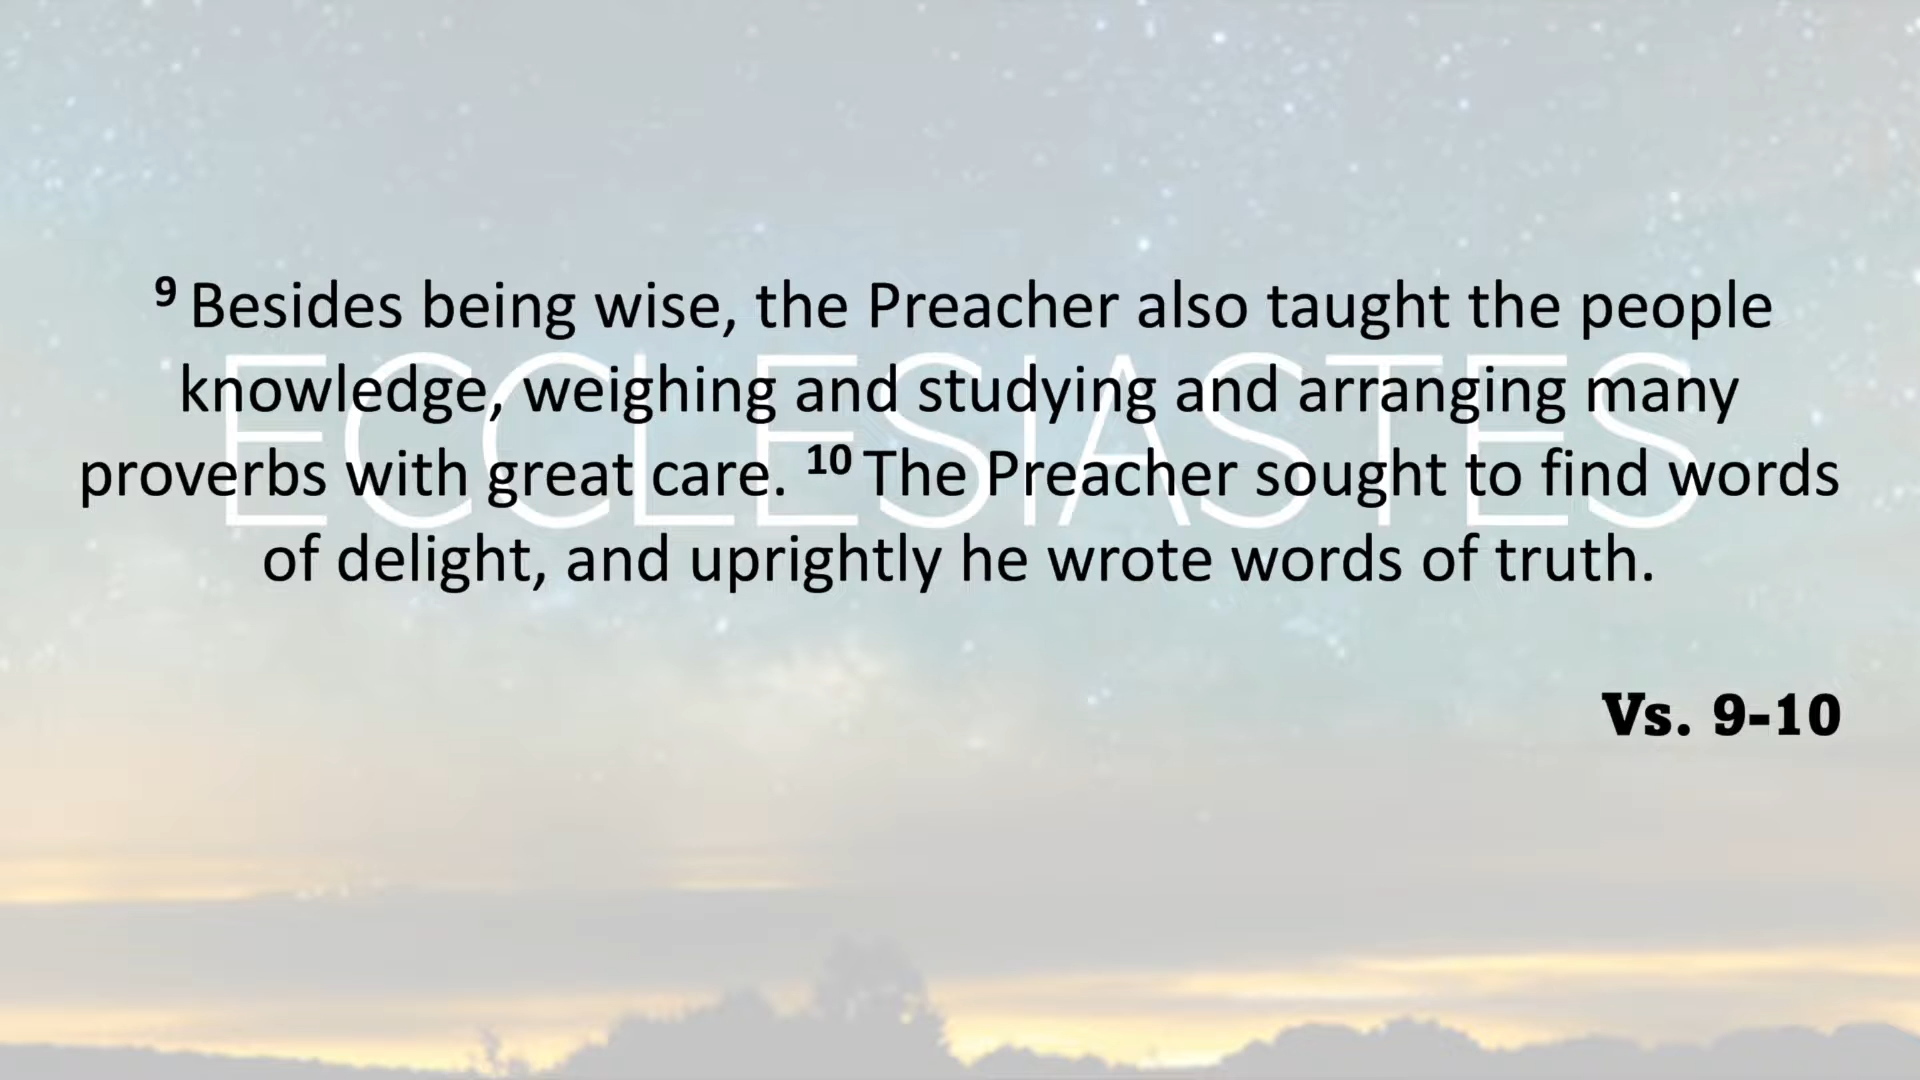 ⁹ Besides being wise, the Preacher also taught the people
knowledge, weighing and studying and arranging many
ECCLESIASTES
proverbs with great care. ¹⁰ The Preacher sought to find words
of delight, and uprightly he wrote words of truth.
Vs. 9-10